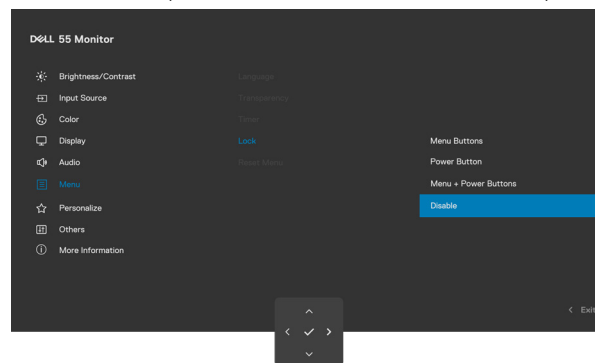 DELL 55 Monitor
Brightness/Contrast
Input Source
Color
Display
Audio
Menu
Personalize
Others
More Information
Language
Transparency
Timer
Lock
Reset Menu
Menu Buttons
Power Button
Menu + Power Buttons
Disable
Exit